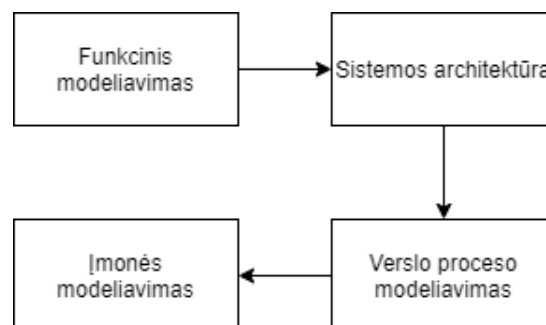 Funkcinis
modeliavimas
Sistemos architektūra
Įmonės
modeliavimas
Verslo proceso
modeliavimas